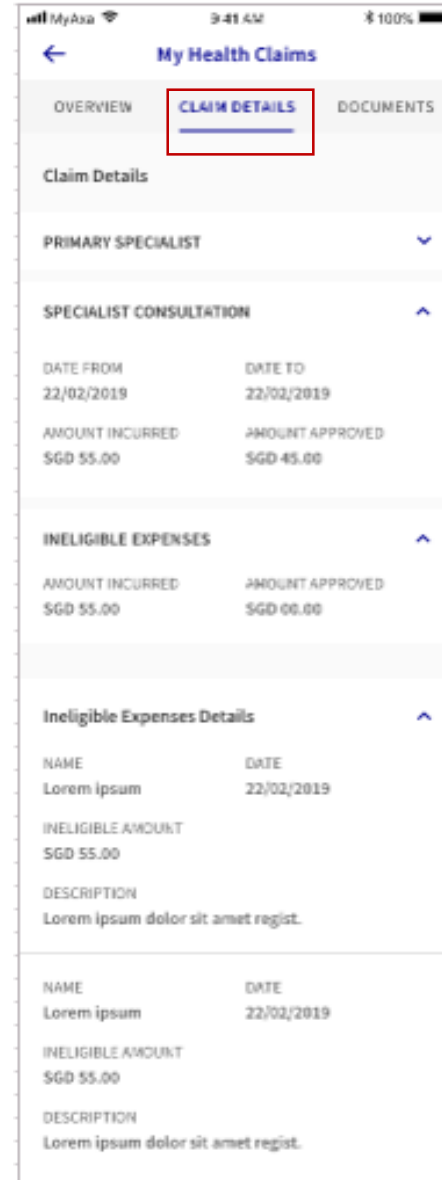 MyAxa 9:41 AM 100%
My Health Claims
OVERVIEW CLAIM DETAILS DOCUMENTS
Claim Details
PRIMARY SPECIALIST
SPECIALIST CONSULTATION
DATE FROM DATE TO
22/02/2019 22/02/2019
AMOUNT INCURRED AMOUNT APPROVED
SGD 55.00 SGD 45.00
INELIGIBLE EXPENSES
AMOUNT INCURRED AMOUNT APPROVED
SGD 55.00 SGD 00.00
Ineligible Expenses Details
NAME DATE
Lorem ipsum 22/02/2019
INELIGIBLE AMOUNT
SGD 55.00
DESCRIPTION
Lorem ipsum dolor sit amet regist.
NAME DATE
Lorem ipsum 22/02/2019
INELIGIBLE AMOUNT
SGD 55.00
DESCRIPTION
Lorem ipsum dolor sit amet regist.